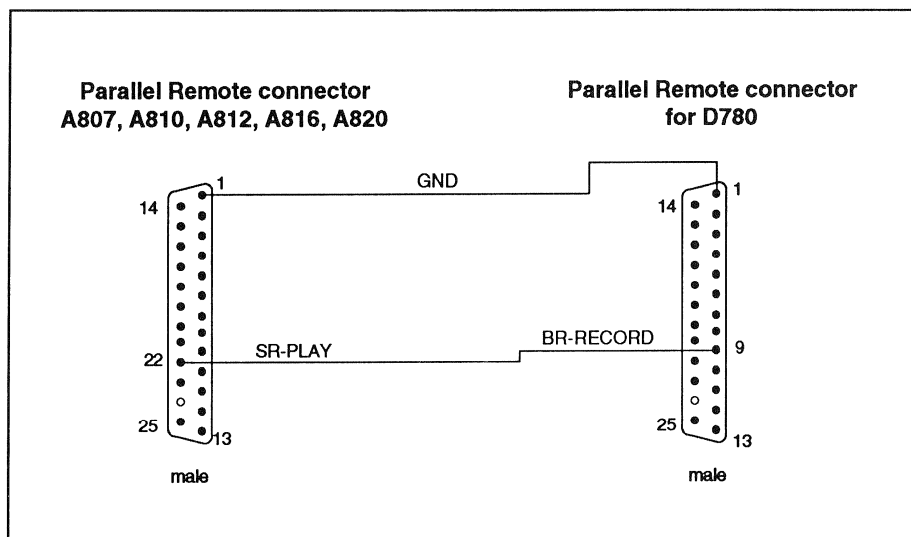 Parallel Remote connector
A807, A810, A812, A816, A820
Parallel Remote connector
for D780
GND
1
14
22
25
13
male
SR-PLAY
BR-RECORD
1
14
9
25
13
male